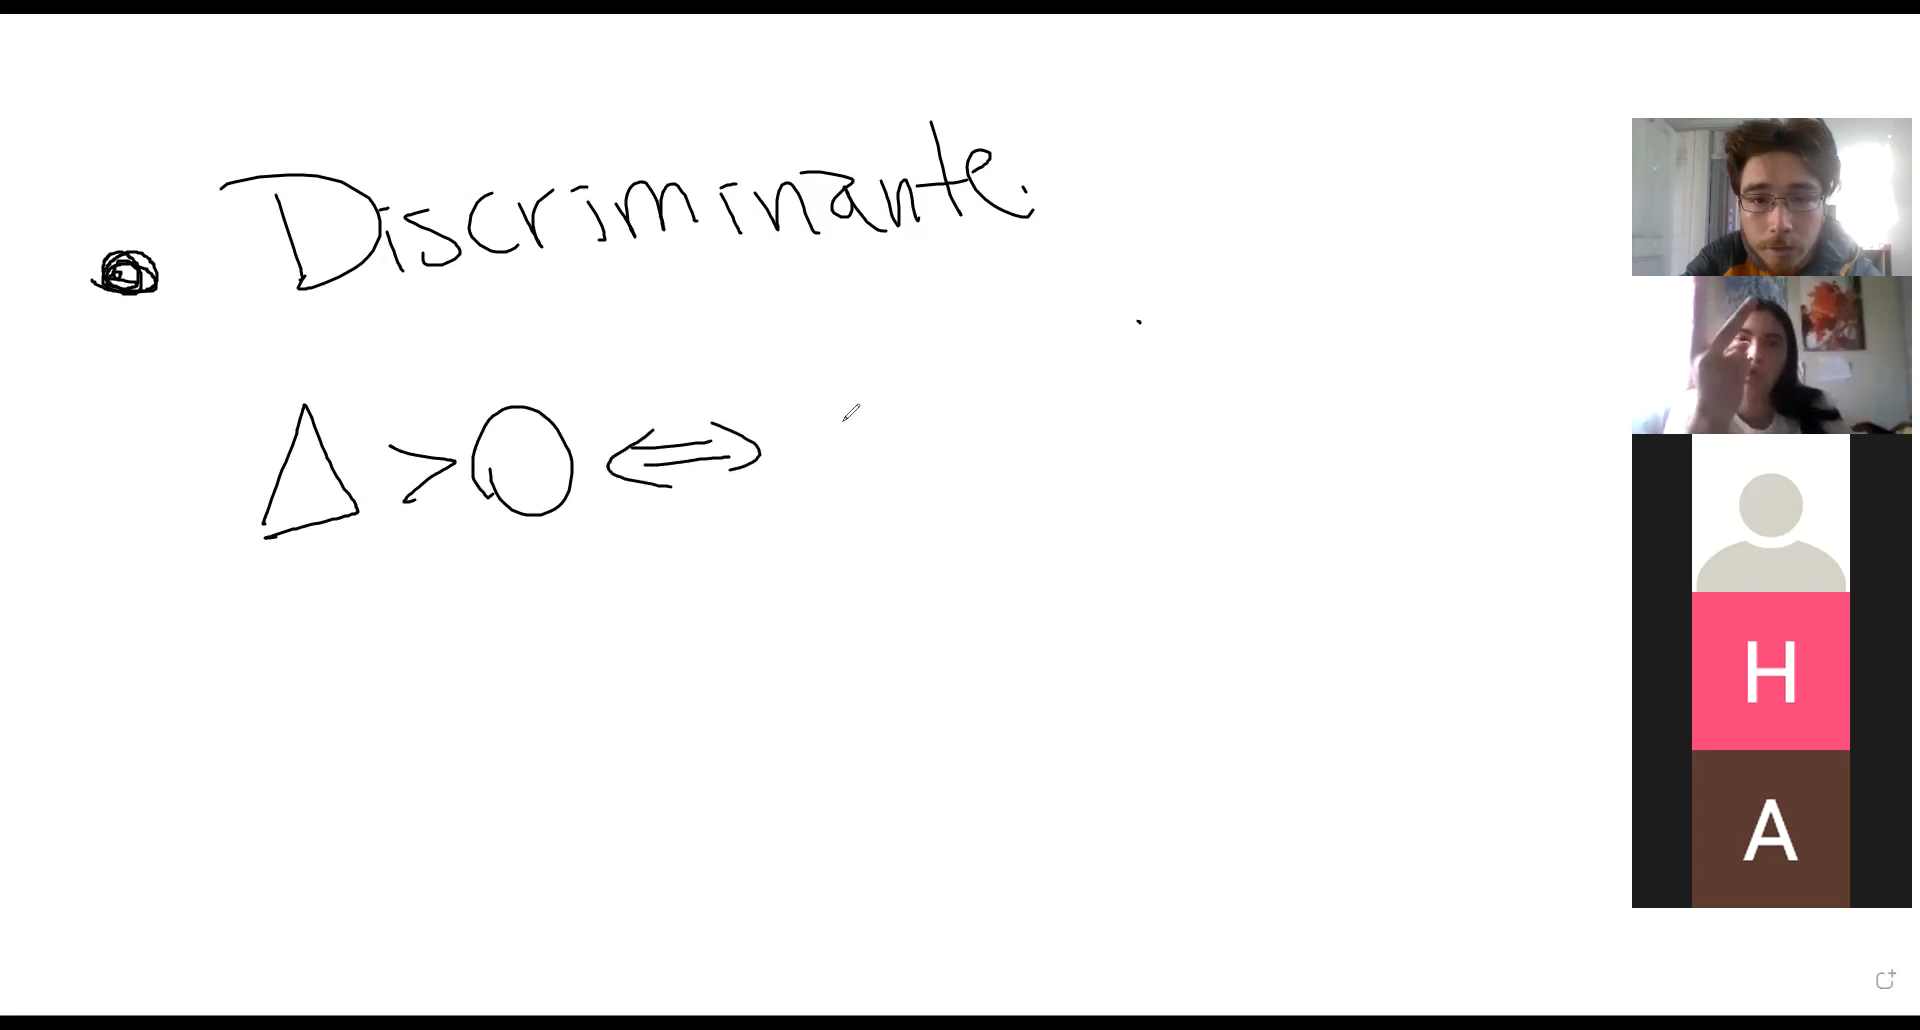 Discriminante.
Δ > 0 ⟺
H
A